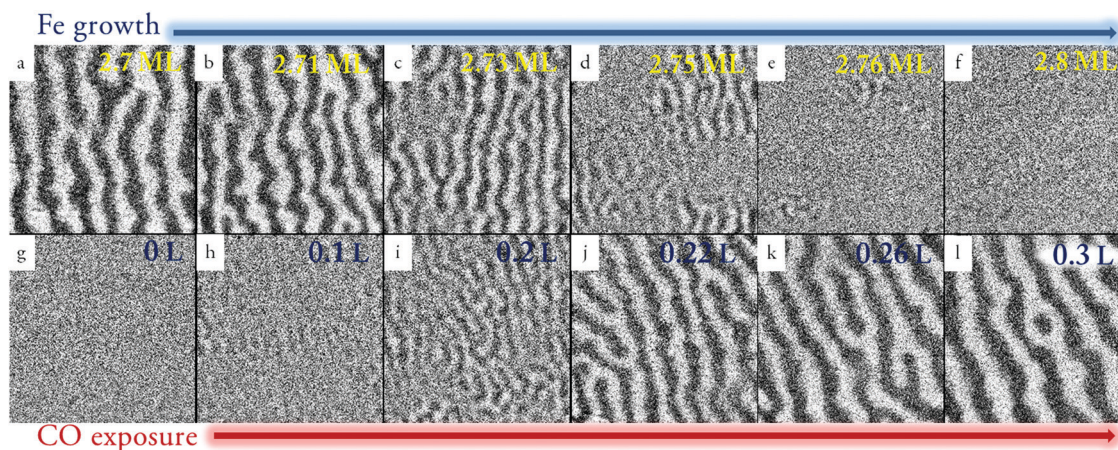 Fe growth
a 2.7 ML b 2.71 ML c 2.73 ML d 2.75 ML e 2.76 ML f 2.8 ML
g 0 L h 0.1 L i 0.2 L j 0.22 L k 0.26 L l 0.3 L
CO exposure